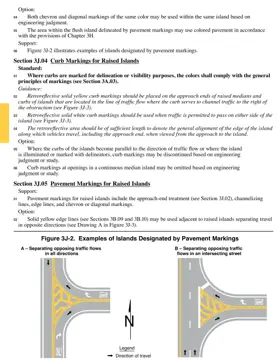 Option:
04 Both chevron and diagonal markings of the same color may be used within the same island based on
engineering judgment.
05 The area within the flush island delineated by pavement markings may use colored pavement in accordance
with the provisions of Chapter 3H.
Support:
06 Figure 3J-2 illustrates examples of islands designated by pavement markings.
Section 3J.04 Curb Markings for Raised Islands
Standard:
01 Where curbs are marked for delineation or visibility purposes, the colors shall comply with the general
principles of markings (see Section 3A.03).
Guidance:
02 Retroreflective solid yellow curb markings should be placed on the approach ends of raised medians and
curbs of islands that are located in the line of traffic flow where the curb serves to channel traffic to the right of
the obstruction (see Figure 3J-3).
03 Retroreflective solid white curb markings should be used when traffic is permitted to pass on either side of the
island (see Figure 3J-3).
04 The retroreflective area should be of sufficient length to denote the general alignment of the edge of the island
along which vehicles travel, including the approach end, when viewed from the approach to the island.
Option:
05 Where the curbs of the islands become parallel to the direction of traffic flow or where the island
is illuminated or marked with delineators, curb markings may be discontinued based on engineering
judgment or study.
06 Curb markings at openings in a continuous median island may be omitted based on engineering
judgment or study.
Section 3J.05 Pavement Markings for Raised Islands
Support:
01 Pavement markings for raised islands include the approach-end treatment (see Section 3J.02), channelizing
lines, edge lines, and chevron or diagonal markings.
Option:
02 Solid yellow edge lines (see Sections 3B.09 and 3B.10) may be used adjacent to raised islands separating travel
in opposite directions (see Drawing A in Figure 3J-3).
Figure 3J-2. Examples of Islands Designated by Pavement Markings
A – Separating opposing traffic flows
in all directions
B – Separating opposing traffic
flows in an intersecting street
N
Legend
Direction of travel